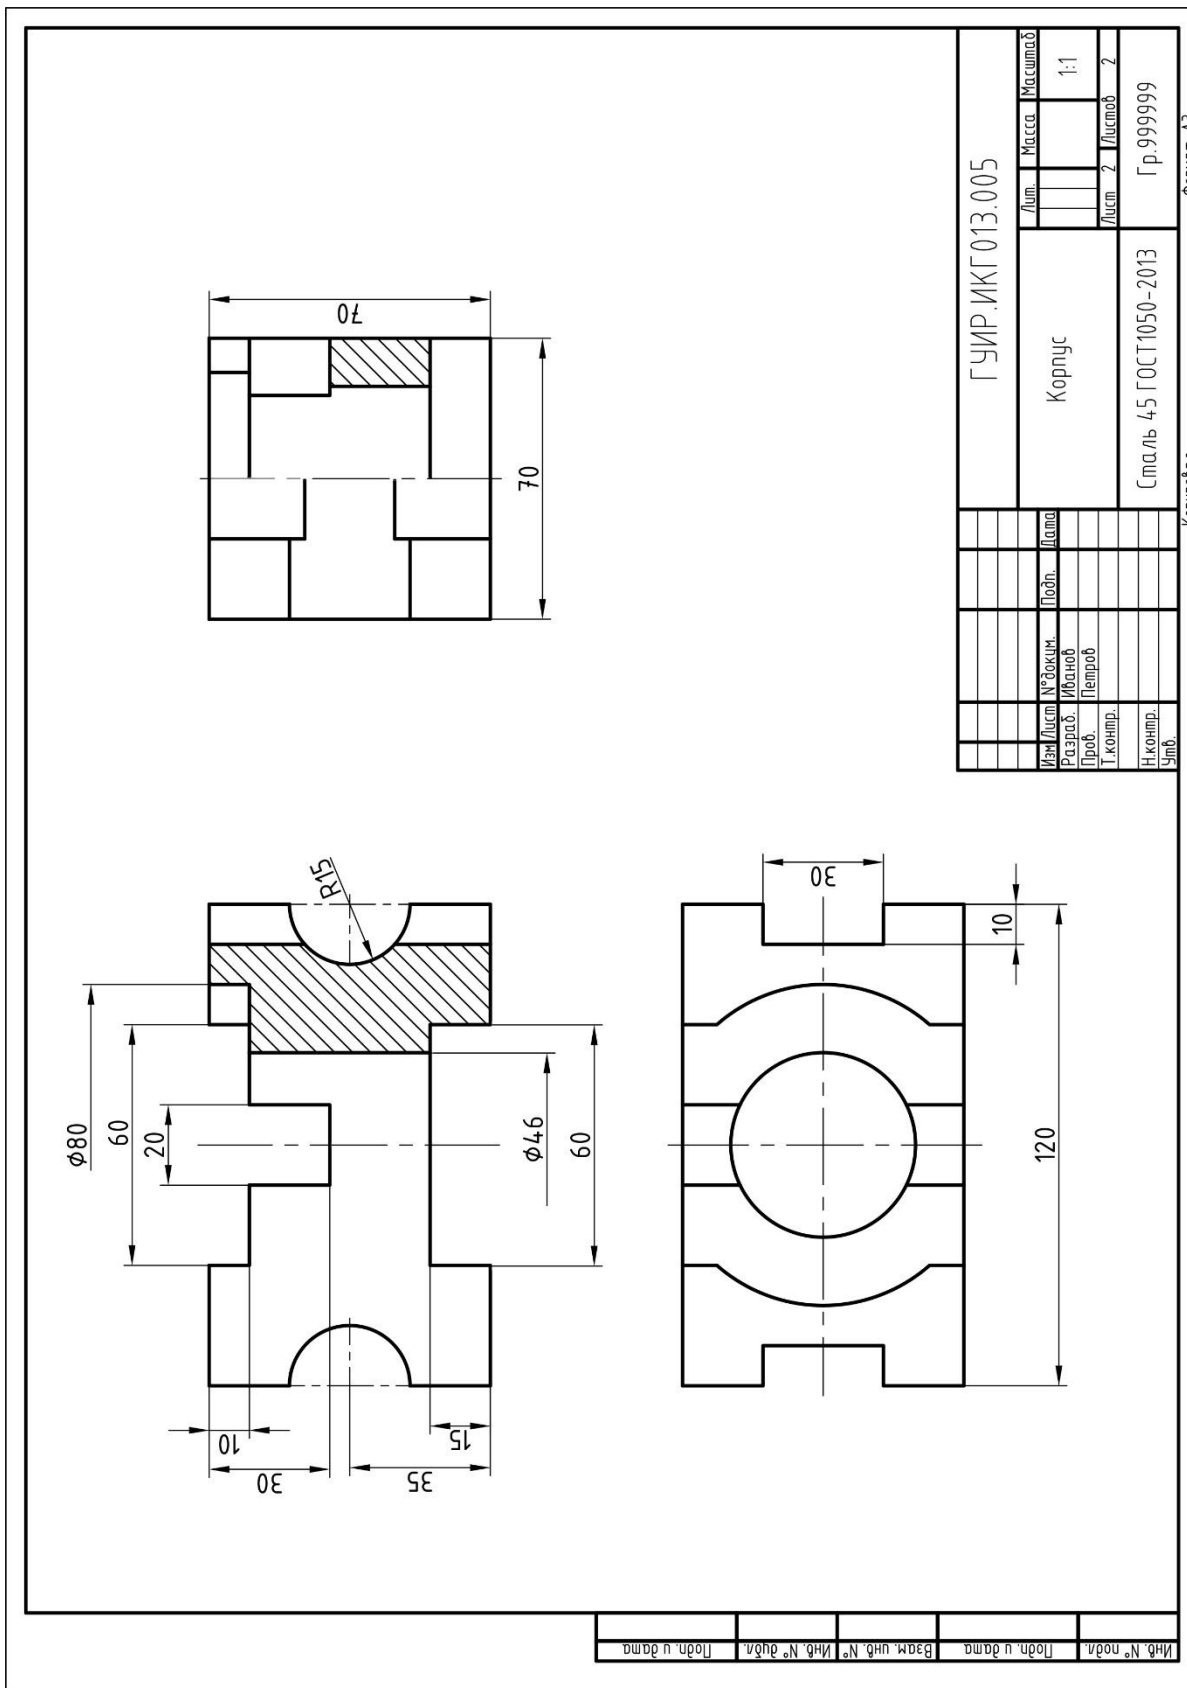 70
70
R15
⌀80
60
20
⌀46
60
10
30
35
15
30
10
120
ГУИР.ИКГ013.005
Корпус
Лит. Масса Масштаб
1:1
Лист 2 Листов 2
Сталь 45 ГОСТ1050-2013
Гр.999999
Изм Лист №докум. Подп. Дата
Разраб. Иванов
Пров. Петров
Т.контр.
Н.контр.
Утв.
Подп. и дата
Инв. № дубл.
Взам. инв. №
Подп. и дата
Инв. № подл.